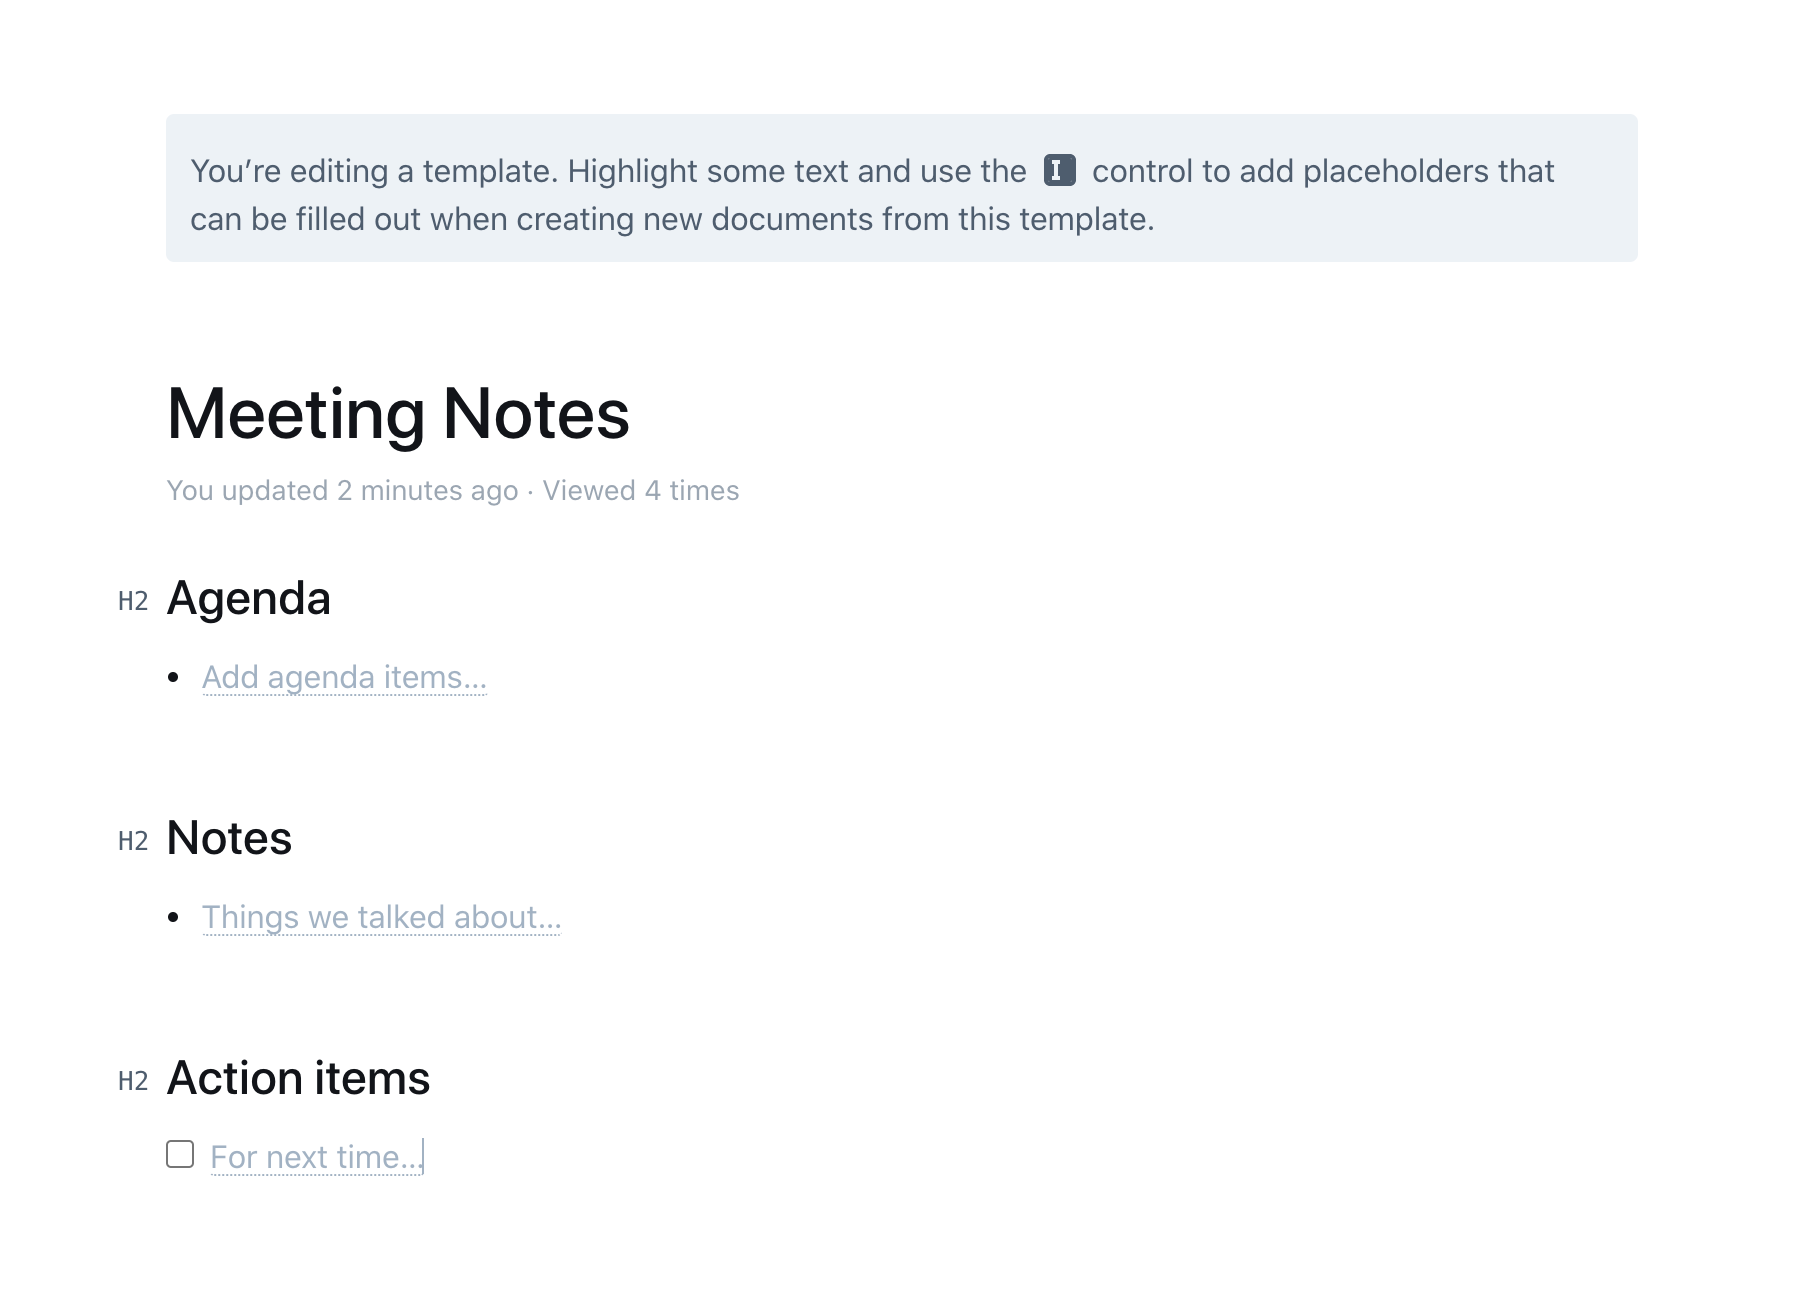 You’re editing a template. Highlight some text and use the I control to add placeholders that
can be filled out when creating new documents from this template.
Meeting Notes
You updated 2 minutes ago · Viewed 4 times
H2 Agenda
• Add agenda items...
H2 Notes
• Things we talked about...
H2 Action items
For next time...